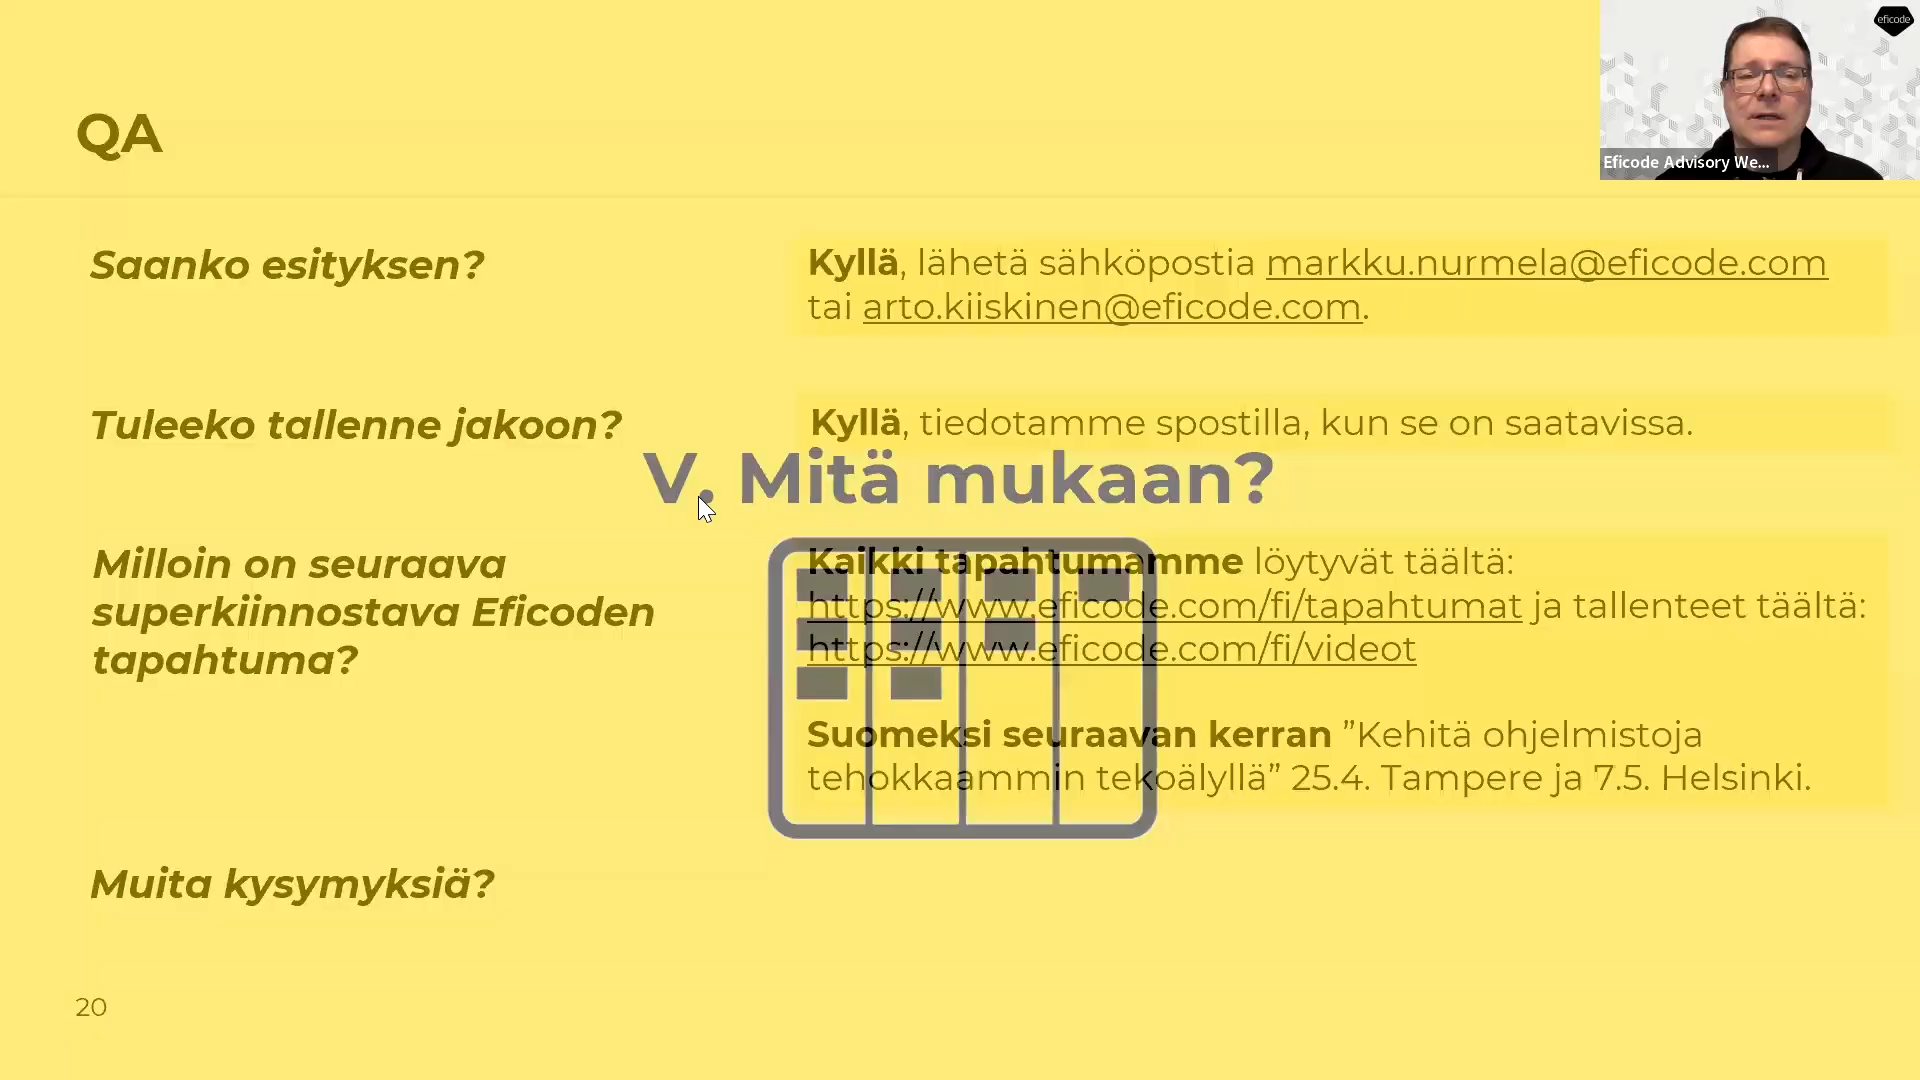 eficode
Eficode Advisory We...
QA
Saanko esityksen?
Kyllä, lähetä sähköpostia markku.nurmela@eficode.com
tai arto.kiiskinen@eficode.com.
Tuleeko tallenne jakoon?
Kyllä, tiedotamme spostilla, kun se on saatavissa.
V. Mitä mukaan?
Milloin on seuraava
superkiinnostava Eficoden
tapahtuma?
Kaikki tapahtumamme löytyvät täältä:
https://www.eficode.com/fi/tapahtumat ja tallenteet täältä:
https://www.eficode.com/fi/videot
Suomeksi seuraavan kerran ”Kehitä ohjelmistoja
tehokkaammin tekoälyllä” 25.4. Tampere ja 7.5. Helsinki.
Muita kysymyksiä?
20